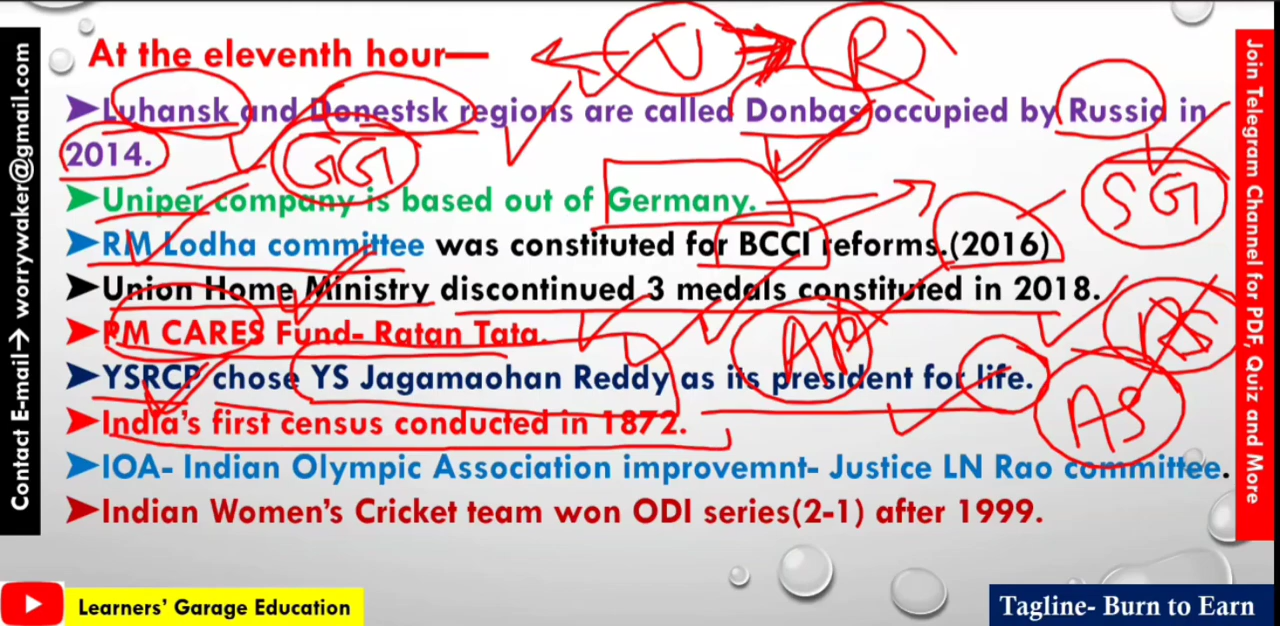 At the eleventh hour—
➤Luhansk and Donestsk regions are called Donbas occupied by Russia in
2014.
➤Uniper company is based out of Germany.
➤RM Lodha committee was constituted for BCCI reforms.(2016)
➤Union Home Ministry discontinued 3 medals constituted in 2018.
➤PM CARES Fund- Ratan Tata.
➤YSRCP chose YS Jagamaohan Reddy as its president for life.
➤India's first census conducted in 1872.
➤IOA- Indian Olympic Association improvemnt- Justice LN Rao committee.
➤Indian Women's Cricket team won ODI series(2-1) after 1999.
U
R
GG
SG
AP
AS
Contact E-mail→ worrywaker@gmail.com
Join Telegram Channel for PDF, Quiz and More
Learners' Garage Education
Tagline- Burn to Earn